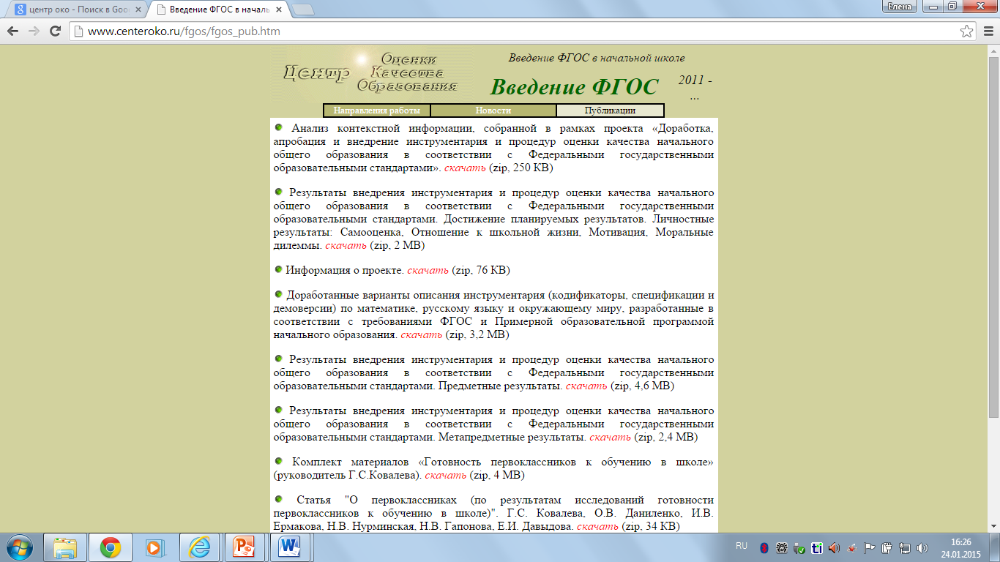 центр око - Поиск в Goo
Введение ФГОС в началь
Елена
www.centeroko.ru/fgos/fgos_pub.htm
Центр Оценки Качества Образования
Введение ФГОС в начальной школе
Введение ФГОС
2011 -
...
Направления работы
Новости
Публикации
Анализ контекстной информации, собранной в рамках проекта «Доработка,
апробация и внедрение инструментария и процедур оценки качества начального
общего образования в соответствии с Федеральными государственными
образовательными стандартами». скачать (zip, 250 KB)
Результаты внедрения инструментария и процедур оценки качества начального
общего образования в соответствии с Федеральными государственными
образовательными стандартами. Достижение планируемых результатов. Личностные
результаты: Самооценка, Отношение к школьной жизни, Мотивация, Моральные
дилеммы. скачать (zip, 2 MB)
Информация о проекте. скачать (zip, 76 KB)
Доработанные варианты описания инструментария (кодификаторы, спецификации и
демоверсии) по математике, русскому языку и окружающему миру, разработанные в
соответствии с требованиями ФГОС и Примерной образовательной программой
начального образования. скачать (zip, 3,2 MB)
Результаты внедрения инструментария и процедур оценки качества начального
общего образования в соответствии с Федеральными государственными
образовательными стандартами. Предметные результаты. скачать (zip, 4,6 MB)
Результаты внедрения инструментария и процедур оценки качества начального
общего образования в соответствии с Федеральными государственными
образовательными стандартами. Метапредметные результаты. скачать (zip, 2,4 MB)
Комплект материалов «Готовность первоклассников к обучению в школе»
(руководитель Г.С.Ковалева). скачать (zip, 4 MB)
Статья "О первоклассниках (по результатам исследований готовности
первоклассников к обучению в школе)". Г.С. Ковалева, О.В. Даниленко, И.В.
Ермакова, Н.В. Нурминская, Н.В. Гапонова, Е.И. Давыдова. скачать (zip, 34 KB)
RU
16:26
24.01.2015